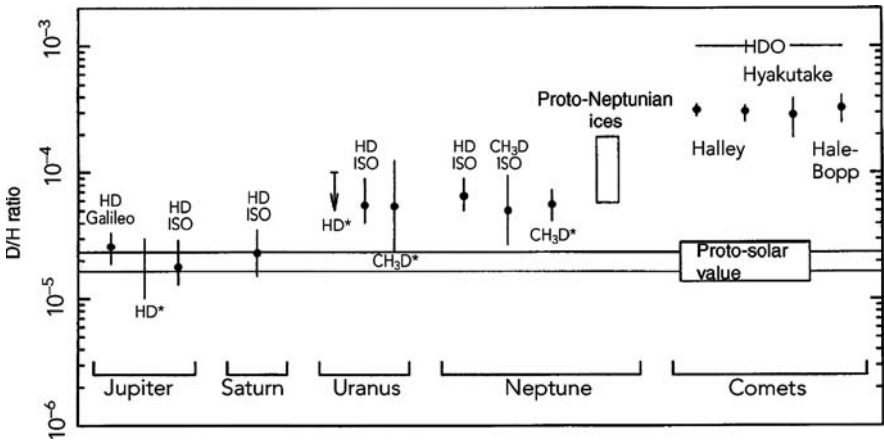 D/H ratio
10⁻³
10⁻⁴
10⁻⁵
10⁻⁶
HD
Galileo
HD*
HD
ISO
HD
ISO
HD*
HD
ISO
CH₃D*
HD
ISO
CH₃D
ISO
CH₃D*
Proto-Neptunian
ices
HDO
Hyakutake
Halley
Hale-
Bopp
Proto-solar
value
Jupiter
Saturn
Uranus
Neptune
Comets